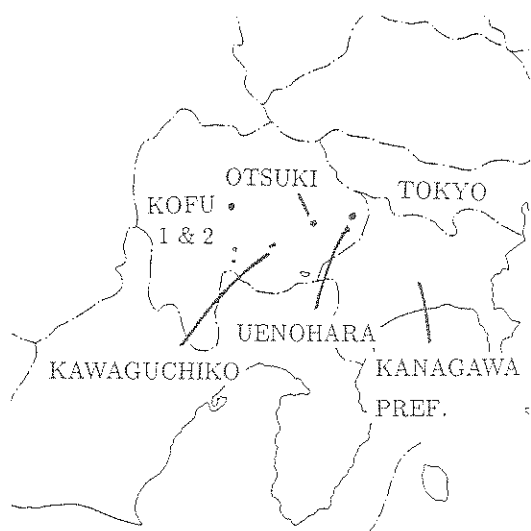 OTSUKI
TOKYO
KOFU
1 & 2
UENOHARA
KAWAGUCHIKO
KANAGAWA
PREF.